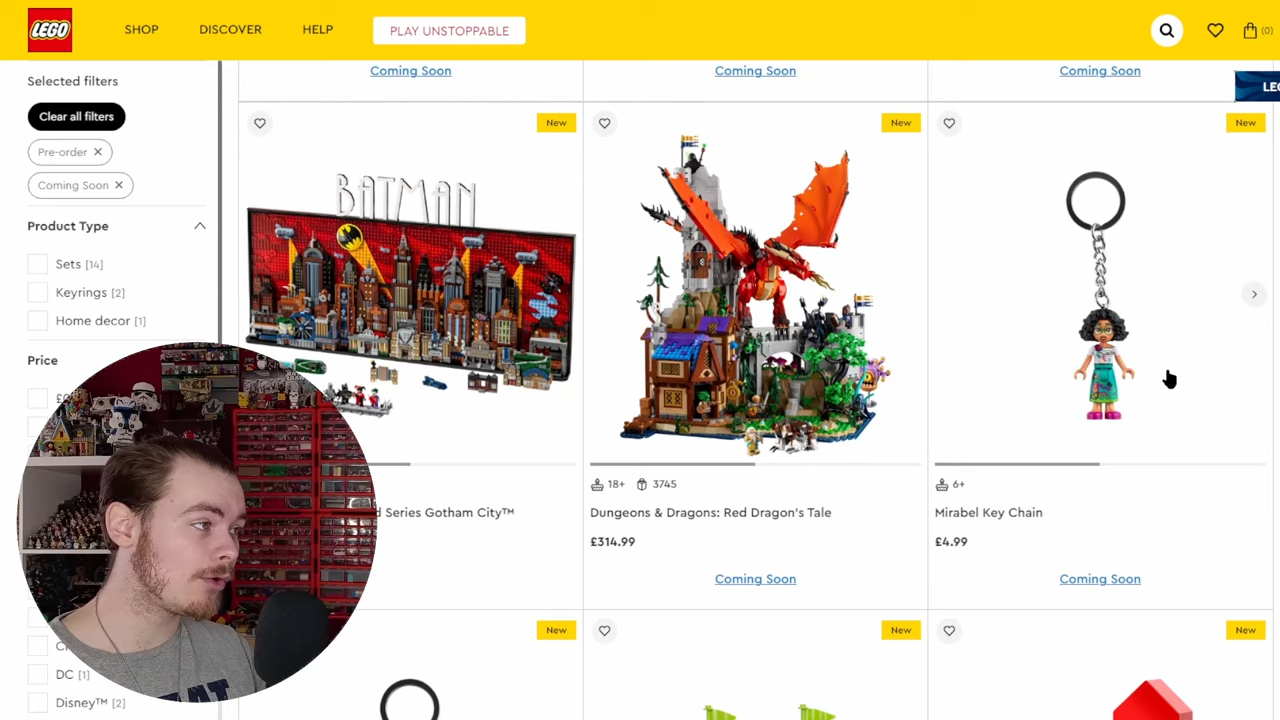 LEGO
SHOP
DISCOVER
HELP
PLAY UNSTOPPABLE
(0)
Selected filters
Clear all filters
Pre-order
Coming Soon
Product Type
Sets [14]
Keyrings [2]
Home decor [1]
Price
DC [1]
Disney™ [2]
Coming Soon
Coming Soon
Coming Soon
New
New
New
BATMAN
18+
3745
6+
Series Gotham City™
Dungeons & Dragons: Red Dragon's Tale
Mirabel Key Chain
£314.99
£4.99
Coming Soon
Coming Soon
New
New
New